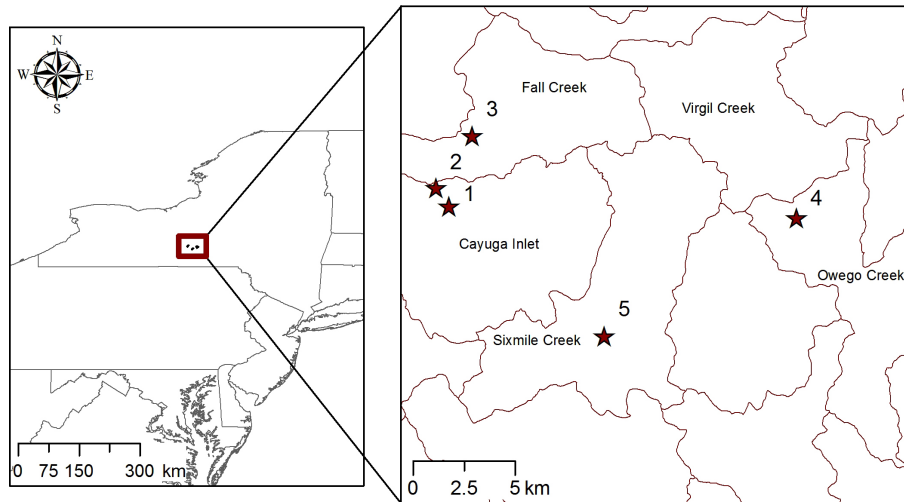 N
W E
S
0 75 150 300 km
Fall Creek
Virgil Creek
3
2
1
4
Cayuga Inlet
Owego Creek
5
Sixmile Creek
0 2.5 5 km